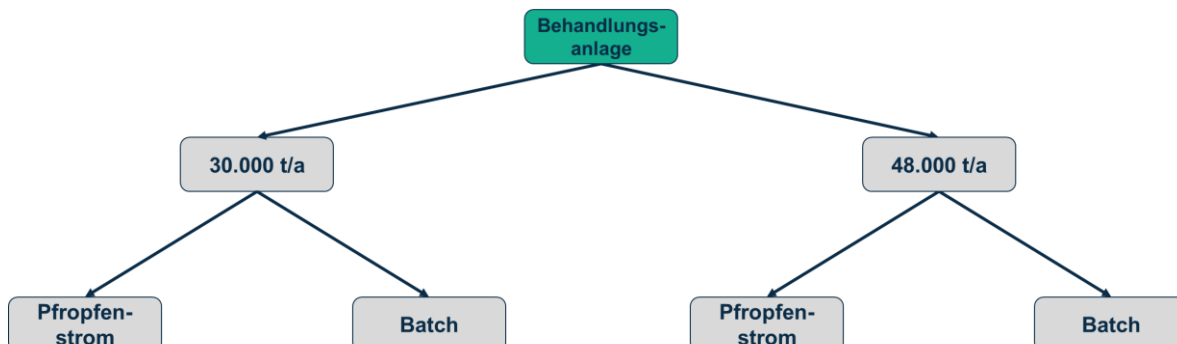 Behandlungs-
anlage
30.000 t/a
48.000 t/a
Pfropfen-
strom
Batch
Pfropfen-
strom
Batch